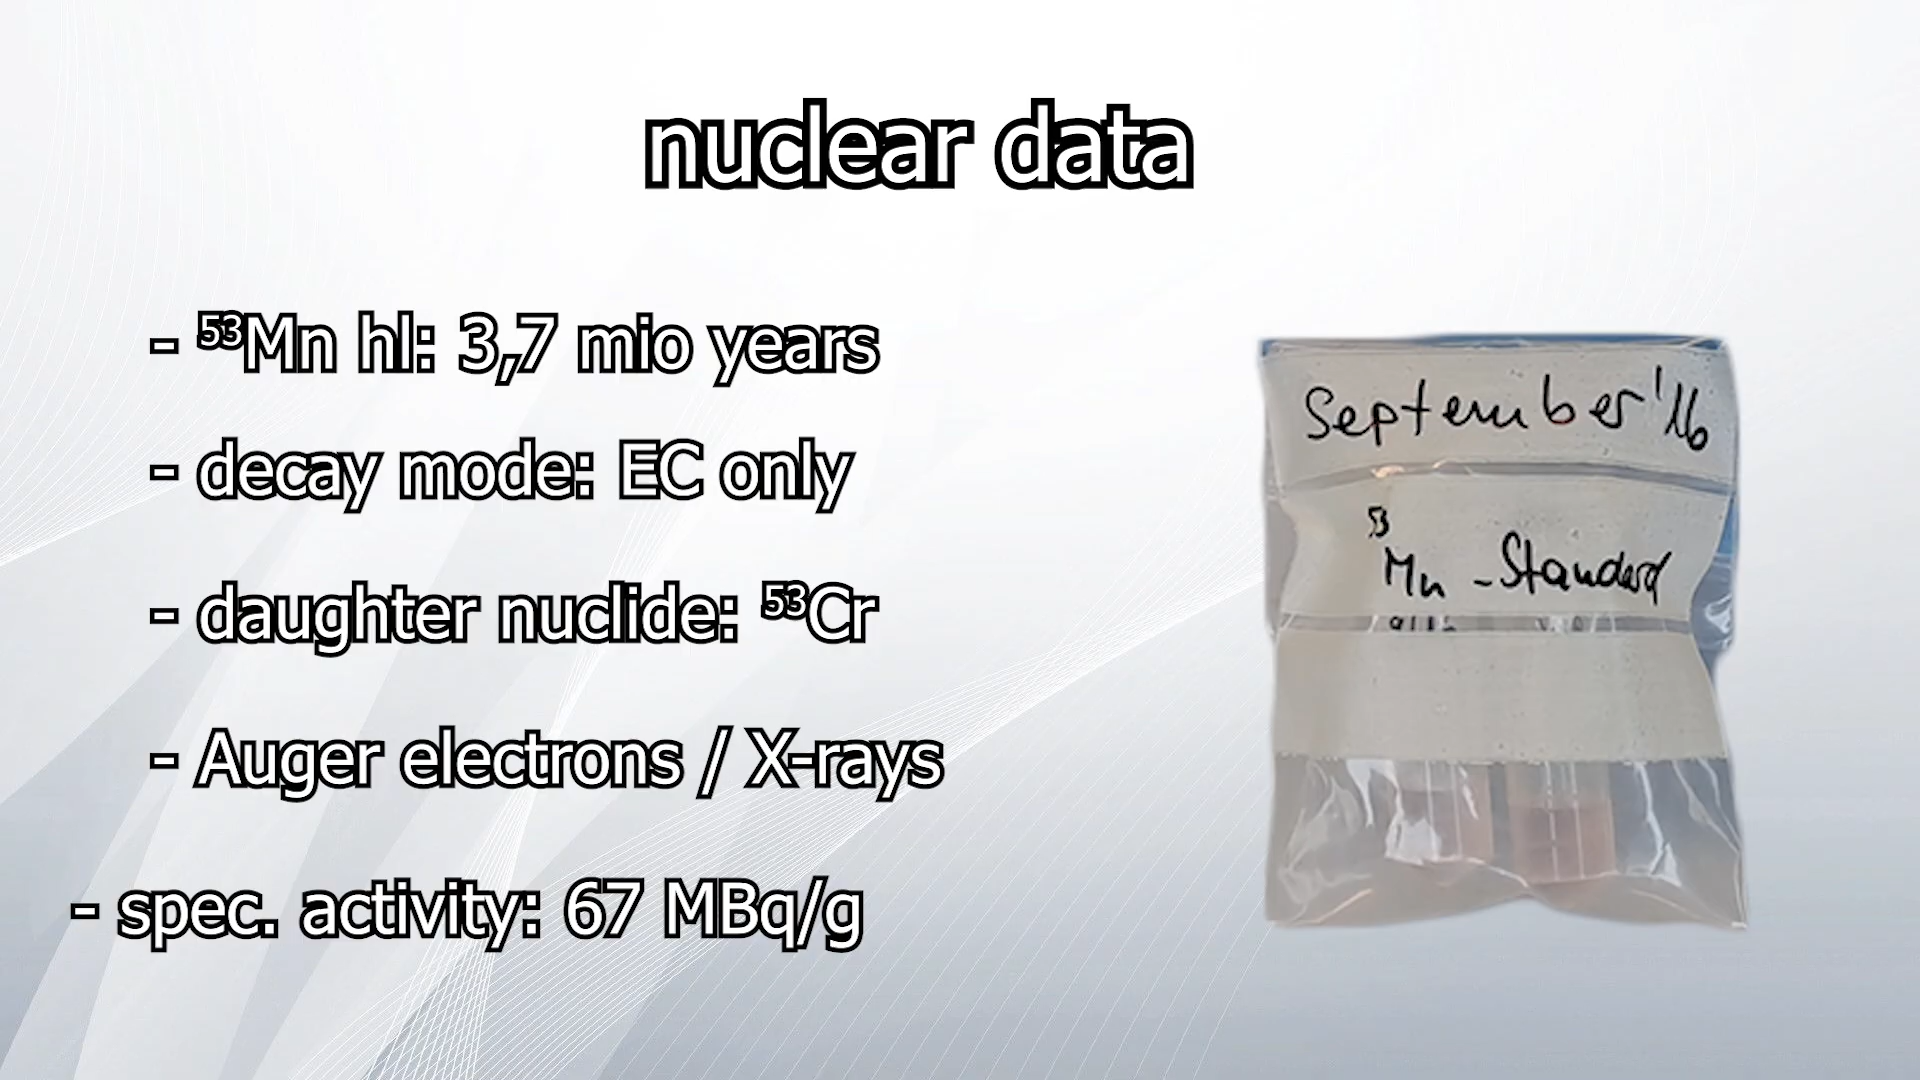 nuclear data
- ⁵³Mn hl: 3,7 mio years
- decay mode: EC only
- daughter nuclide: ⁵³Cr
- Auger electrons / X-rays
- spec. activity: 67 MBq/g
September '16
⁵³Mn - Standard